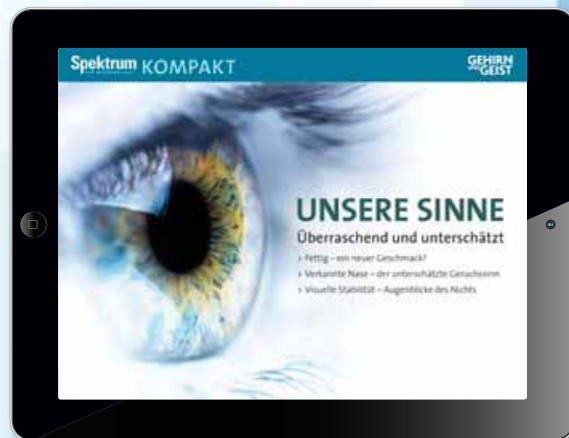 Spektrum KOMPAKT
GEHIRN
UND GEIST
UNSERE SINNE
Überraschend und unterschätzt
› Fettig – ein neuer Geschmack?
› Verkannte Nase – der unterschätzte Geruchssinn
› Visuelle Stabilität – Augenblicke des Nichts